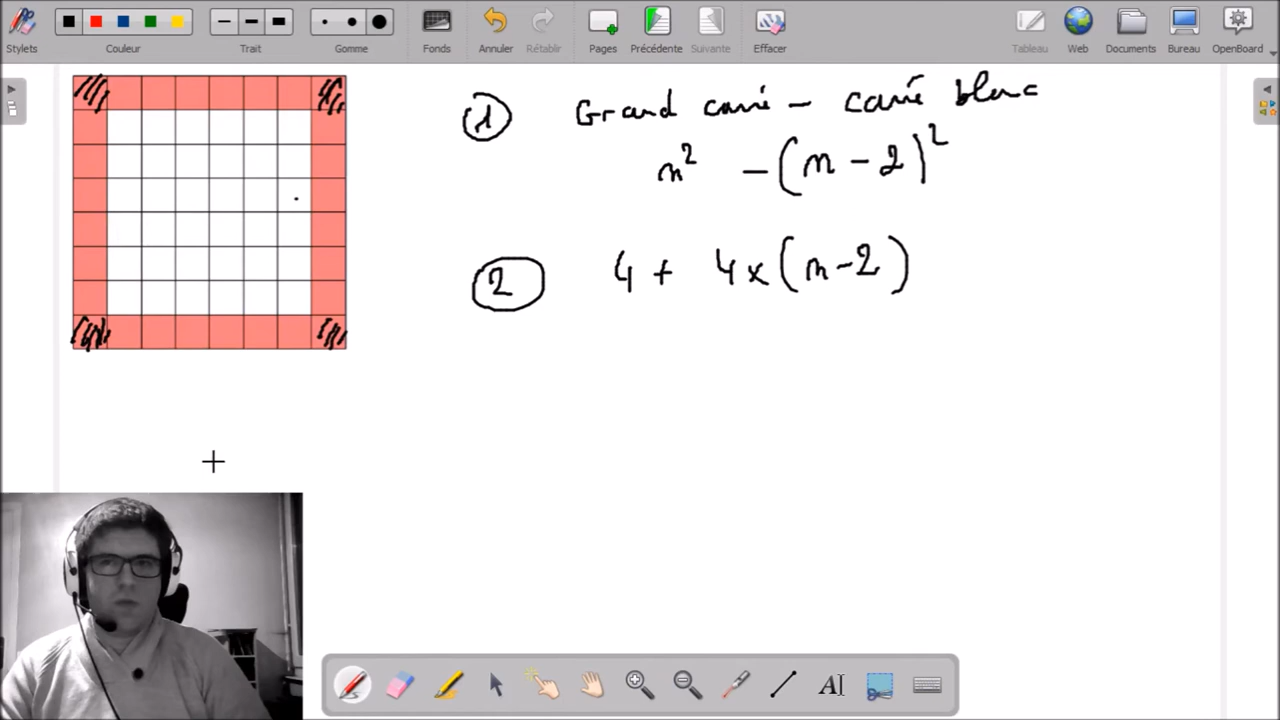 Stylets
Couleur
Trait
Gomme
Fonds
Annuler
Rétablir
Pages
Précédente
Suivante
Effacer
Tableau
Web
Documents
Bureau
OpenBoard
① Grand carré - carré blanc
n² - (n - 2)²
② 4 + 4 x (n - 2)
AI